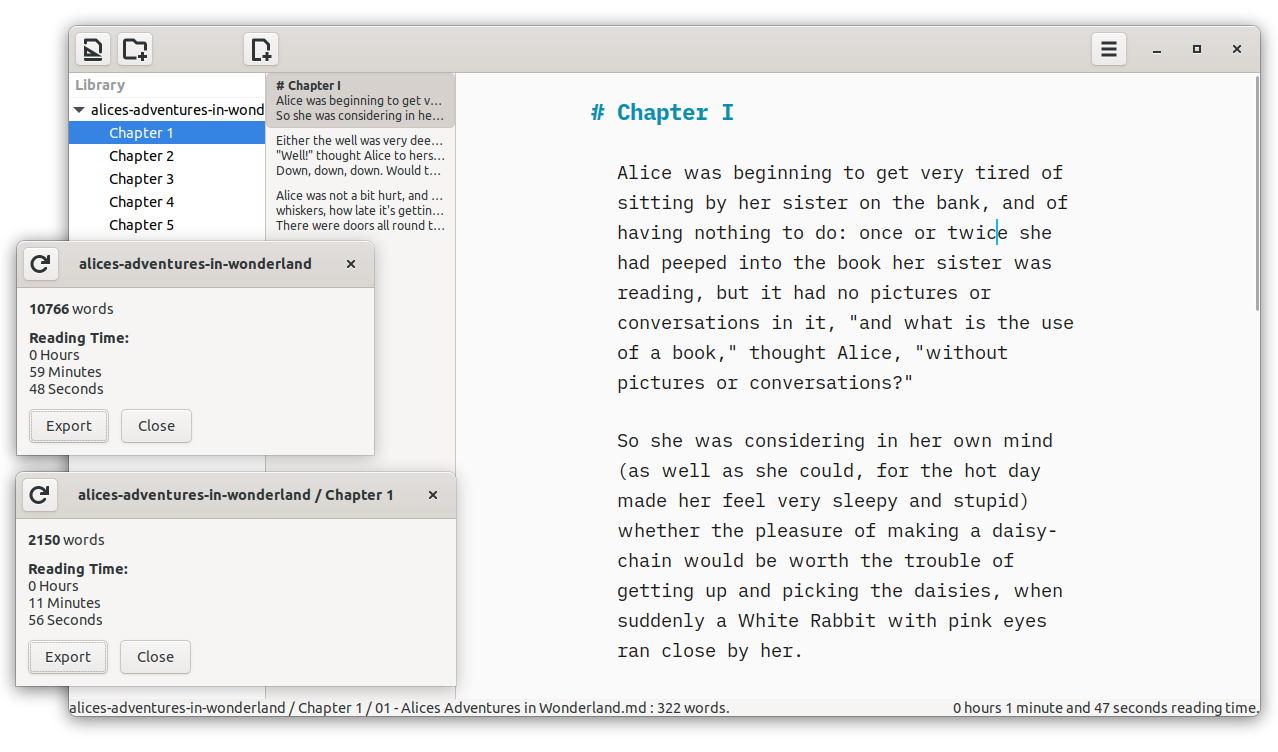 Library
alices-adventures-in-wond
Chapter 1
Chapter 2
Chapter 3
Chapter 4
Chapter 5
# Chapter I
Alice was beginning to get v…
So she was considering in he…
Either the well was very dee…
"Well!" thought Alice to hers…
Down, down, down. Would t…
Alice was not a bit hurt, and …
whiskers, how late it's gettin…
There were doors all round t…
# Chapter I
Alice was beginning to get very tired of
sitting by her sister on the bank, and of
having nothing to do: once or twice she
had peeped into the book her sister was
reading, but it had no pictures or
conversations in it, "and what is the use
of a book," thought Alice, "without
pictures or conversations?"
So she was considering in her own mind
(as well as she could, for the hot day
made her feel very sleepy and stupid)
whether the pleasure of making a daisy-
chain would be worth the trouble of
getting up and picking the daisies, when
suddenly a White Rabbit with pink eyes
ran close by her.
alices-adventures-in-wonderland
10766 words
Reading Time:
0 Hours
59 Minutes
48 Seconds
Export Close
alices-adventures-in-wonderland / Chapter 1
2150 words
Reading Time:
0 Hours
11 Minutes
56 Seconds
Export Close
alices-adventures-in-wonderland / Chapter 1 / 01 - Alices Adventures in Wonderland.md : 322 words.
0 hours 1 minute and 47 seconds reading time.